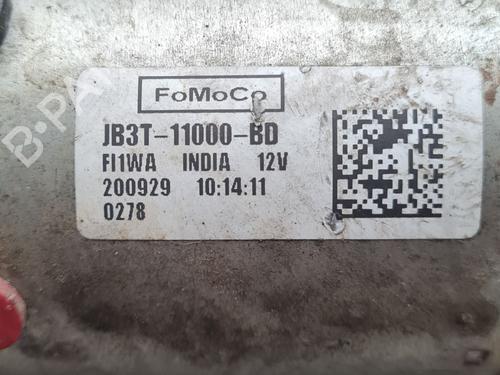 FoMoCo
JB3T-11000-BD
FI1WA INDIA 12V
200929 10:14:11
0278